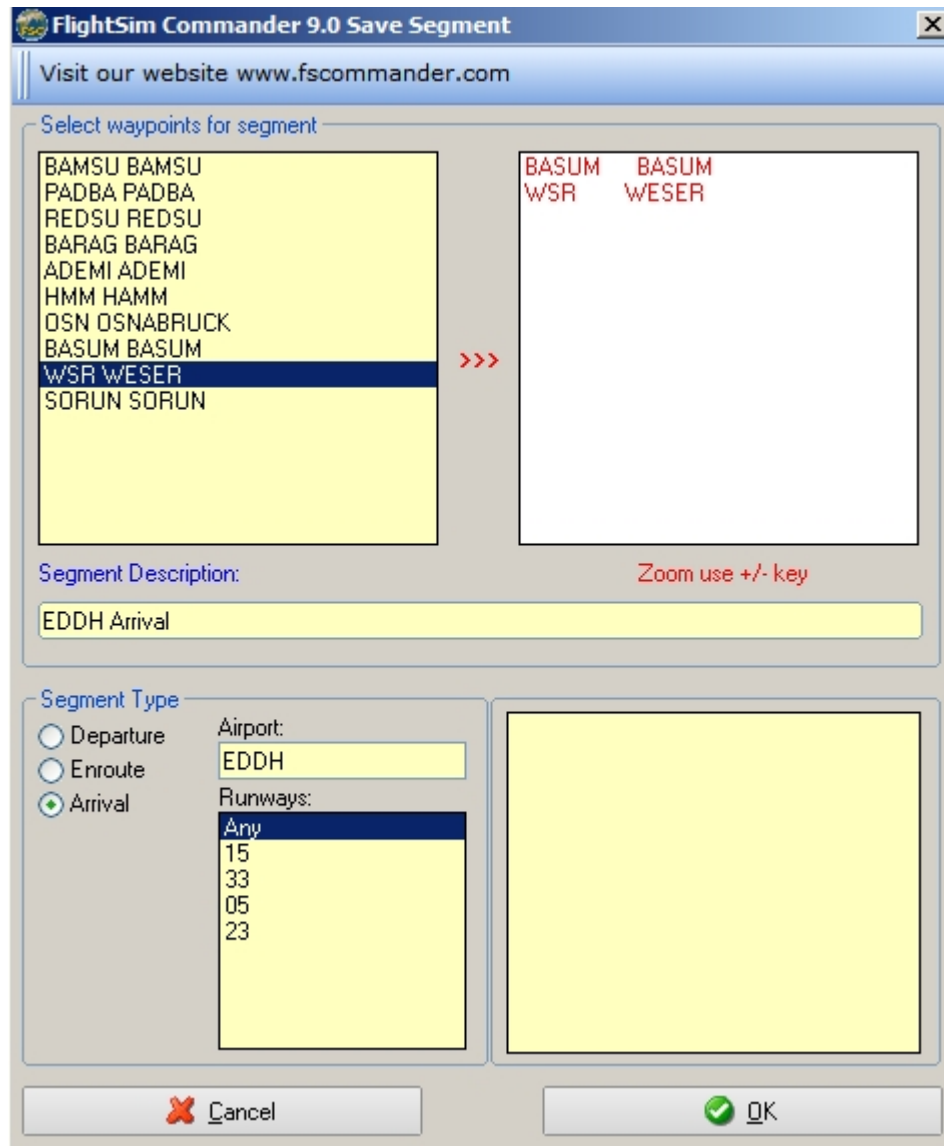 FlightSim Commander 9.0 Save Segment
Visit our website www.fscommander.com
Select waypoints for segment
BAMSU BAMSU
PADBA PADBA
REDSU REDSU
BARAG BARAG
ADEMI ADEMI
HMM HAMM
OSN OSNABRUCK
BASUM BASUM
WSR WESER
SORUN SORUN
>>>
BASUM BASUM
WSR WESER
Segment Description:
Zoom use +/- key
EDDH Arrival
Segment Type
Departure
Enroute
Arrival
Airport:
EDDH
Runways:
Any
15
33
05
23
Cancel
OK